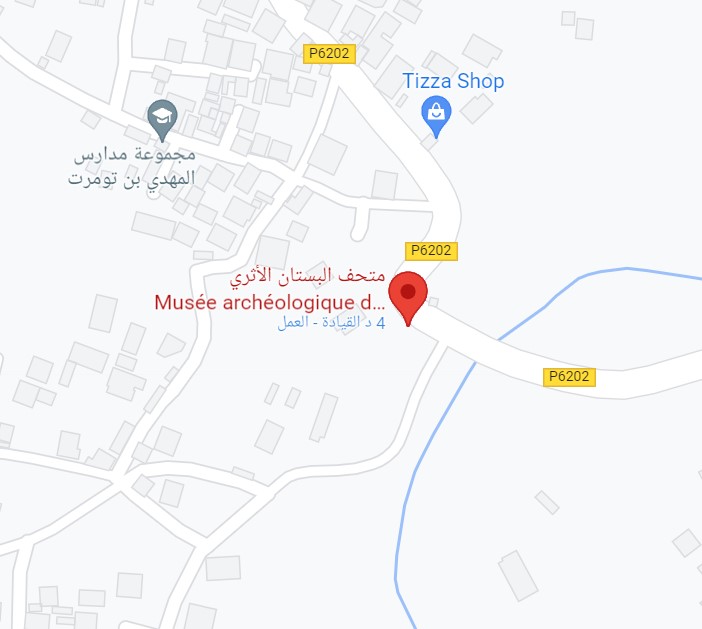 P6202
Tizza Shop
مجموعة مدارس
المهدي بن تومرت
P6202
متحف البستان الأثري
Musée archéologique d...
4 د القيادة - العمل
P6202